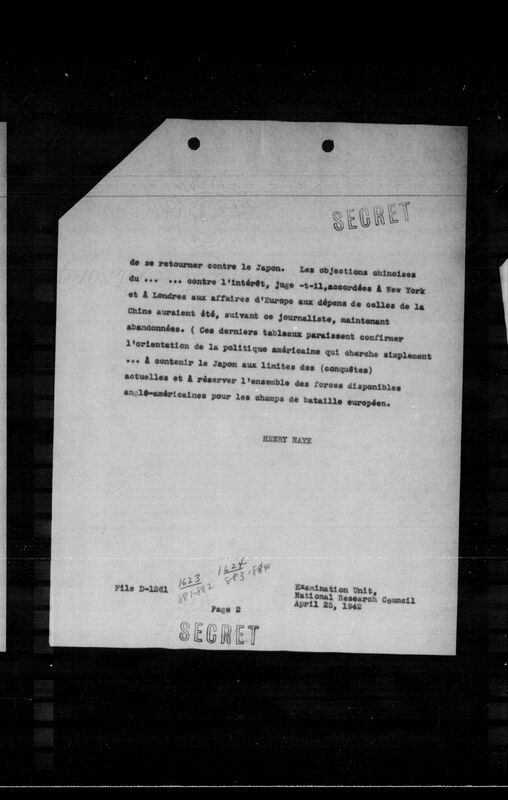 SECRET
de se retourner contre le Japon. Les objections chinoises
du ... ... contre l'intérêt, juge -t-il,accordées à New York
et à Londres aux affaires d'Europe aux dépens de celles de la
Chine auraient été, suivant ce journaliste, maintenant
abandonnées. ( Ces derniers tableaux paraissent confirmer
l'orientation de la politique américaine qui cherche simplement
... à contenir le Japon aux limites des (conquêtes)
actuelles et à réserver l'ensemble des forces disponibles
anglo-américaines pour les champs de bataille européen.
HENRY HAYE
File D-1261
1623
881-882
1624
883-884
Page 2
Examination Unit,
National Research Council
April 25, 1942
SECRET